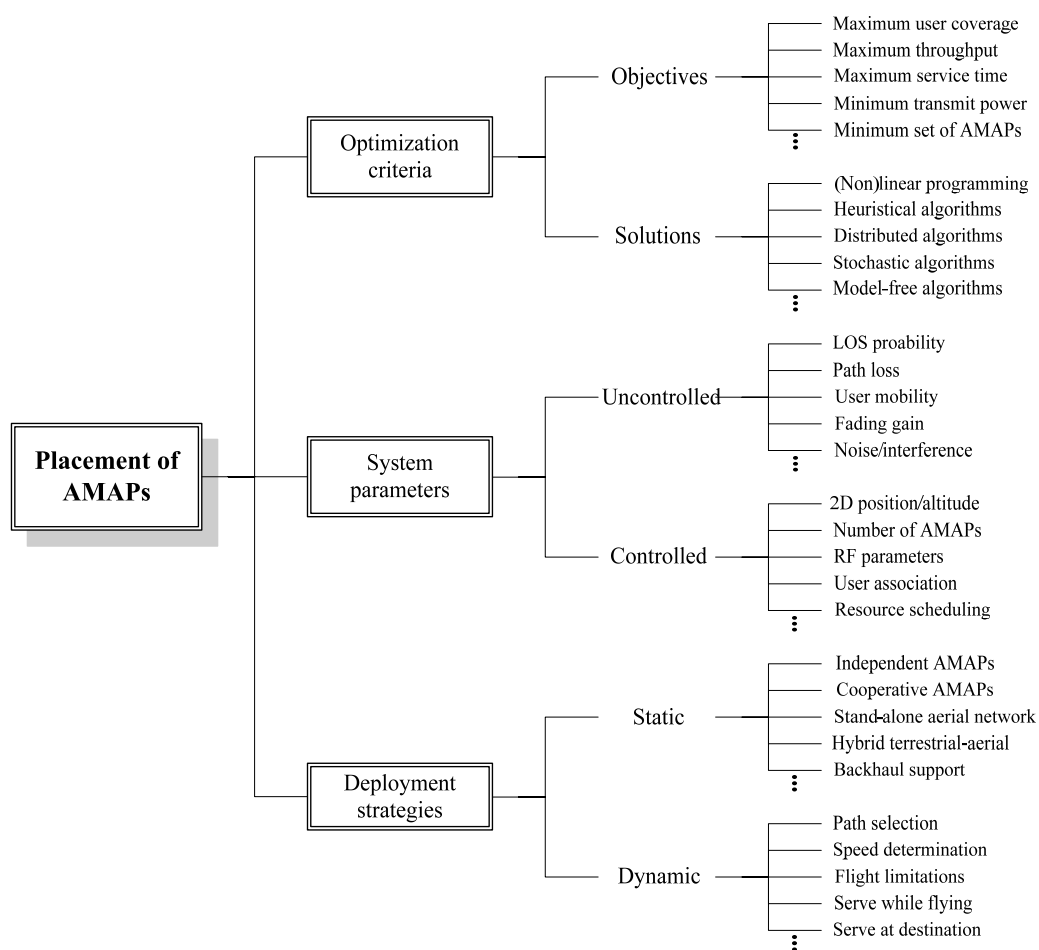 Placement of
AMAPs
Optimization
criteria
Objectives
Maximum user coverage
Maximum throughput
Maximum service time
Minimum transmit power
Minimum set of AMAPs
Solutions
(Non)linear programming
Heuristical algorithms
Distributed algorithms
Stochastic algorithms
Model-free algorithms
System
parameters
Uncontrolled
LOS proability
Path loss
User mobility
Fading gain
Noise/interference
Controlled
2D position/altitude
Number of AMAPs
RF parameters
User association
Resource scheduling
Deployment
strategies
Static
Independent AMAPs
Cooperative AMAPs
Stand-alone aerial network
Hybrid terrestrial-aerial
Backhaul support
Dynamic
Path selection
Speed determination
Flight limitations
Serve while flying
Serve at destination